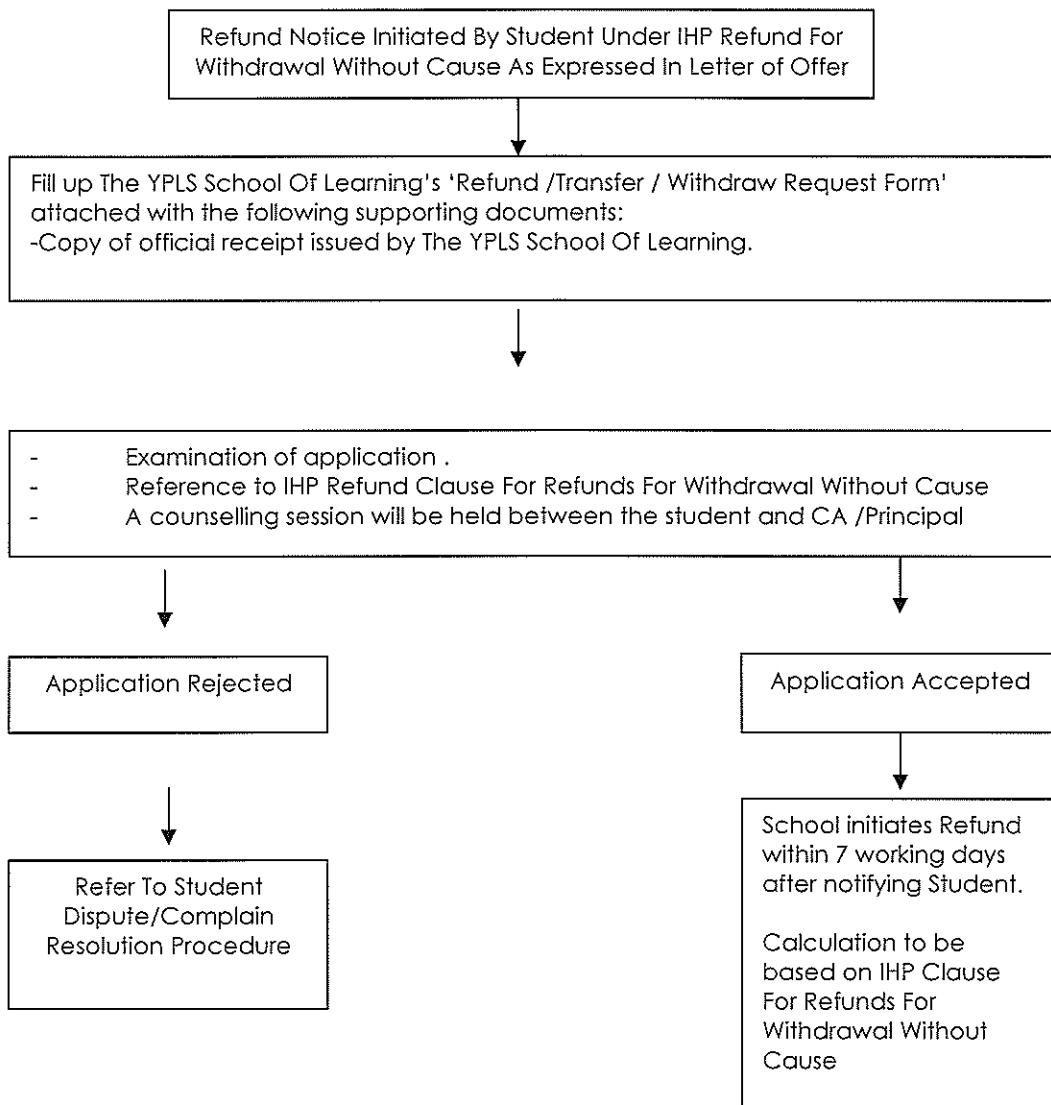 Refund Notice Initiated By Student Under IHP Refund For
Withdrawal Without Cause As Expressed In Letter of Offer
Fill up The YPLS School Of Learning's 'Refund /Transfer / Withdraw Request Form'
attached with the following supporting documents:
-Copy of official receipt issued by The YPLS School Of Learning.
- Examination of application .
- Reference to IHP Refund Clause For Refunds For Withdrawal Without Cause
- A counselling session will be held between the student and CA /Principal
Application Rejected
Application Accepted
Refer To Student
Dispute/Complain
Resolution Procedure
School initiates Refund
within 7 working days
after notifying Student.
Calculation to be
based on IHP Clause
For Refunds For
Withdrawal Without
Cause